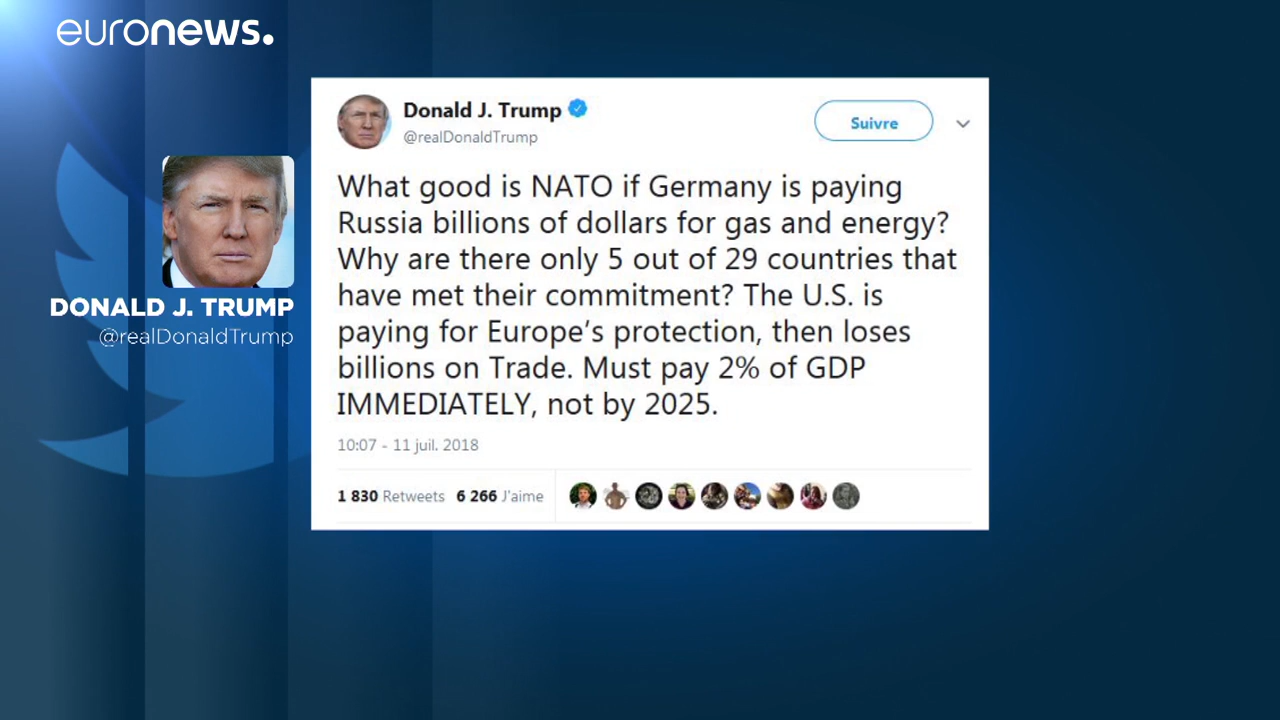 euronews.
DONALD J. TRUMP
@realDonaldTrump
Donald J. Trump
@realDonaldTrump
Suivre
What good is NATO if Germany is paying
Russia billions of dollars for gas and energy?
Why are there only 5 out of 29 countries that
have met their commitment? The U.S. is
paying for Europe’s protection, then loses
billions on Trade. Must pay 2% of GDP
IMMEDIATELY, not by 2025.
10:07 - 11 juil. 2018
1 830 Retweets 6 266 J'aime